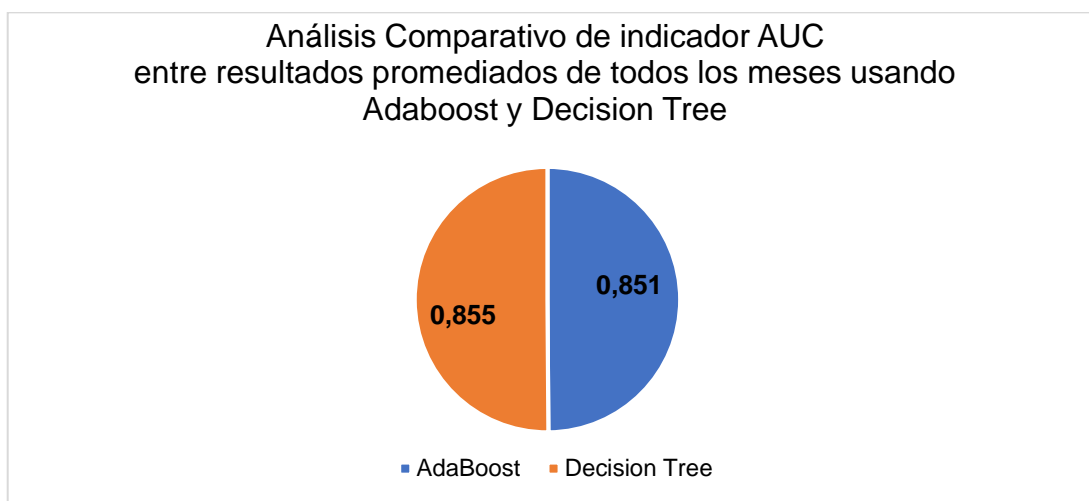 Análisis Comparativo de indicador AUC
entre resultados promediados de todos los meses usando
Adaboost y Decision Tree
0,851
0,855
AdaBoost Decision Tree